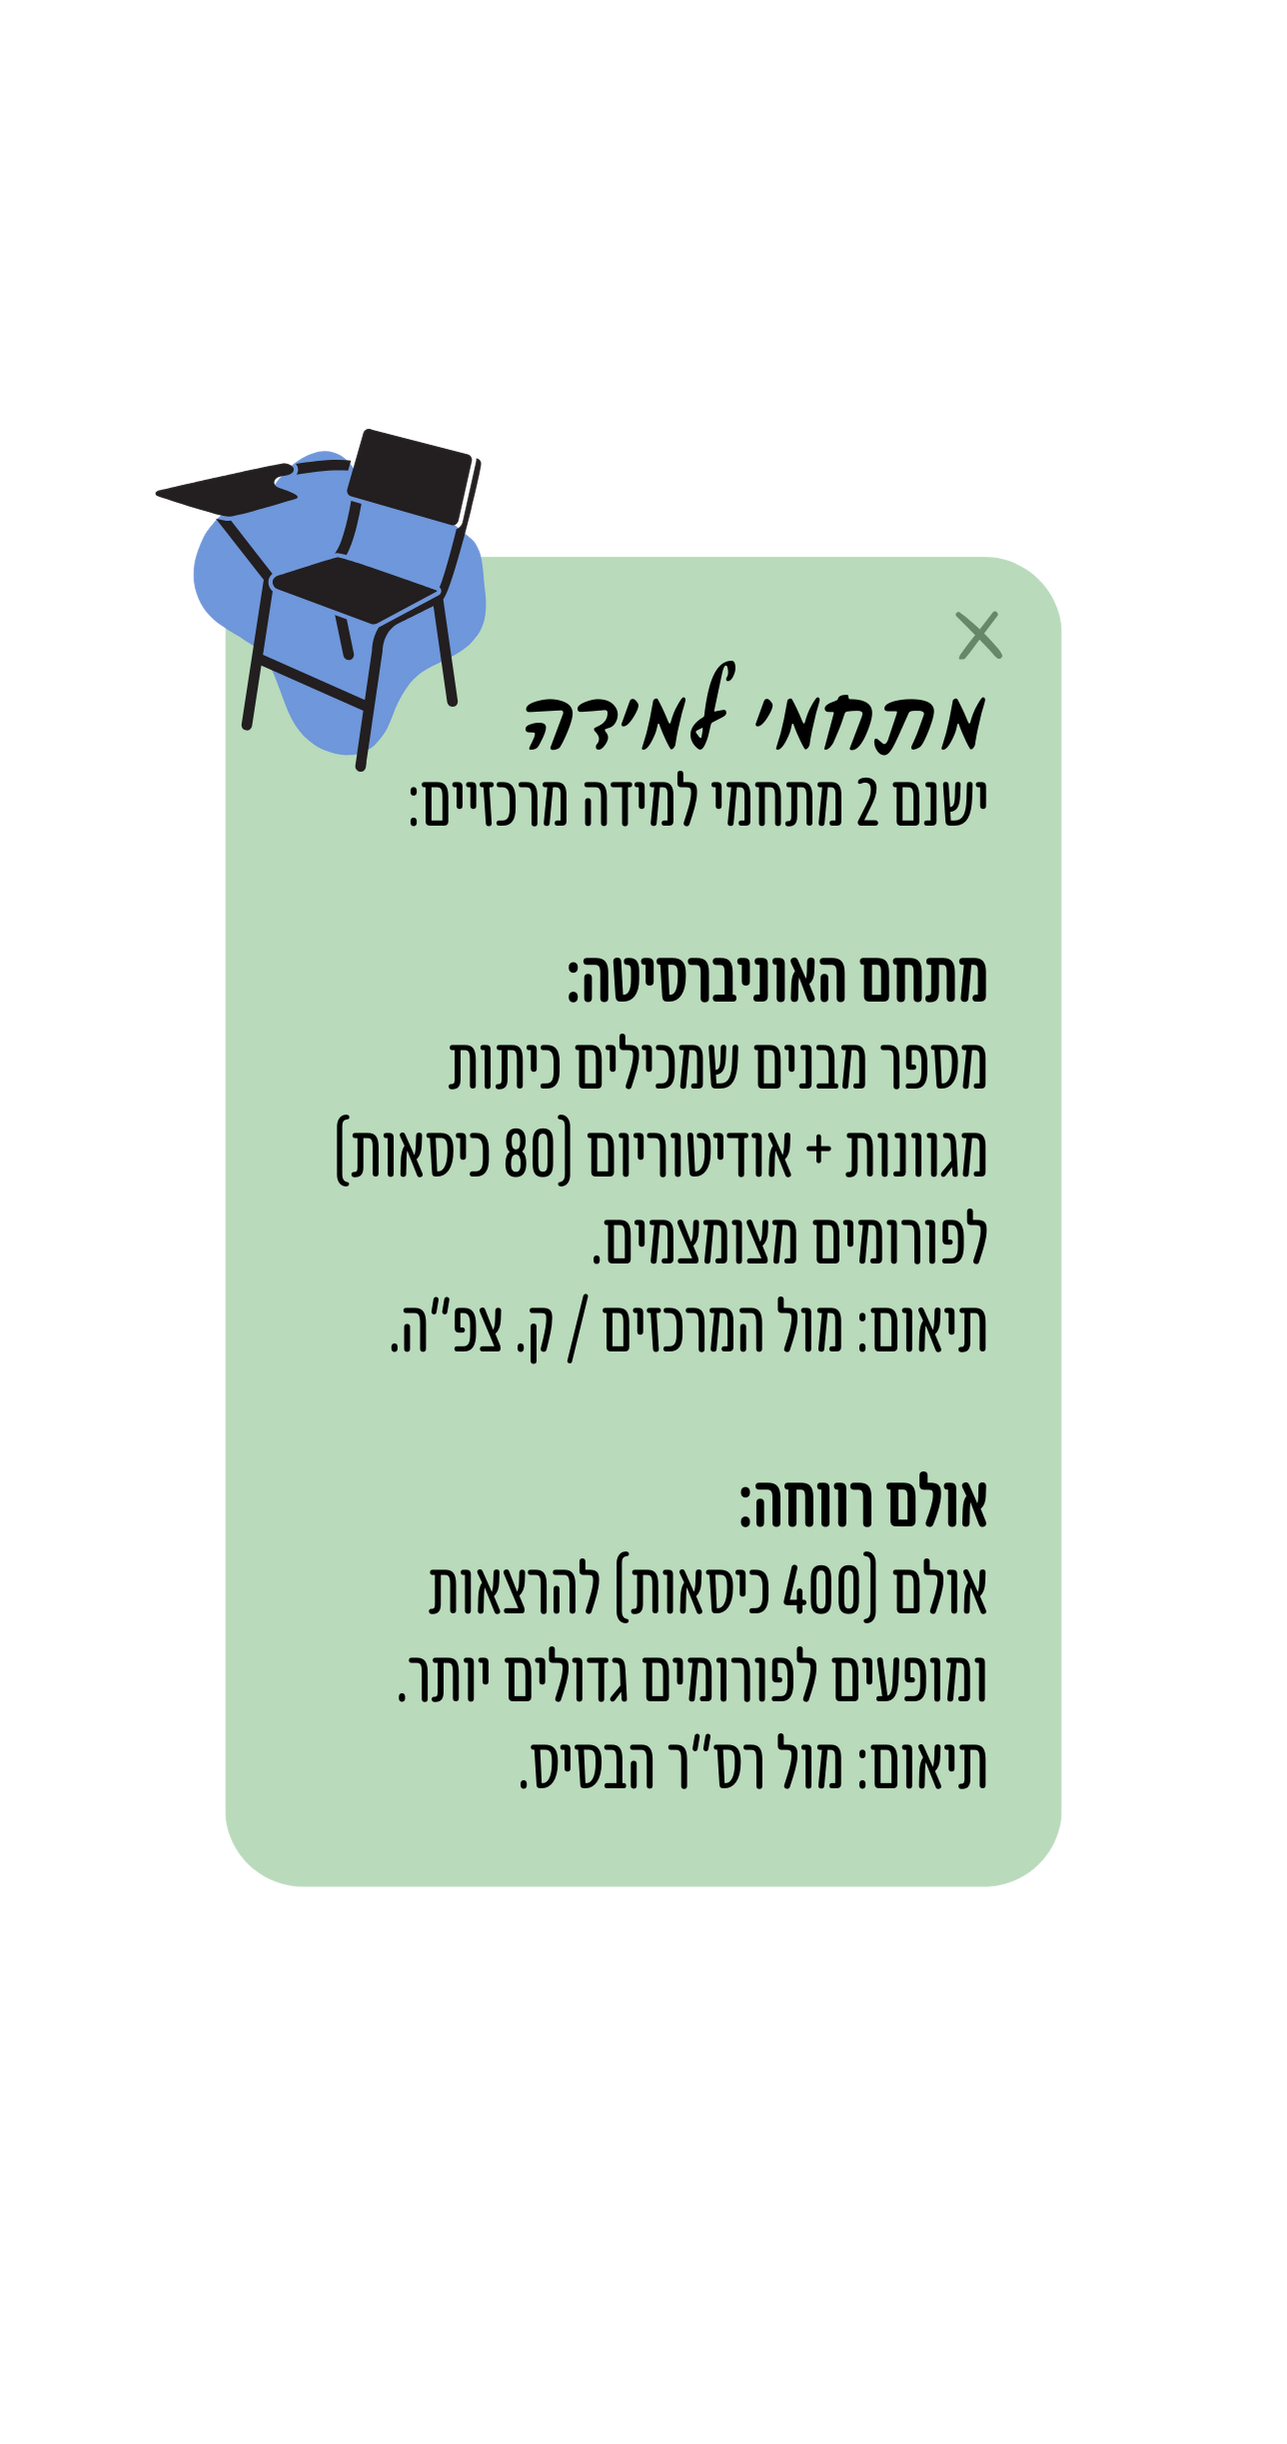 מתחמי למידה
ישנם 2 מתחמי למידה מרכזיים:
מתחם האוניברסיטה:
מספר מבנים שמכילים כיתות
מגוונות + אודיטוריום (80 כיסאות)
לפורומים מצומצמים.
תיאום: מול המרכזים / ק. צפ"ה.
אולם רווחה:
אולם (400 כיסאות) להרצאות
ומופעים לפורומים גדולים יותר.
תיאום: מול רס"ר הבסיס.